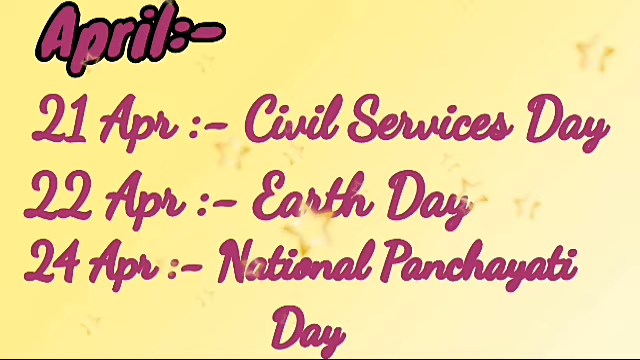 April:-
21 Apr :- Civil Services Day
22 Apr :- Earth Day
24 Apr :- National Panchayati
Day